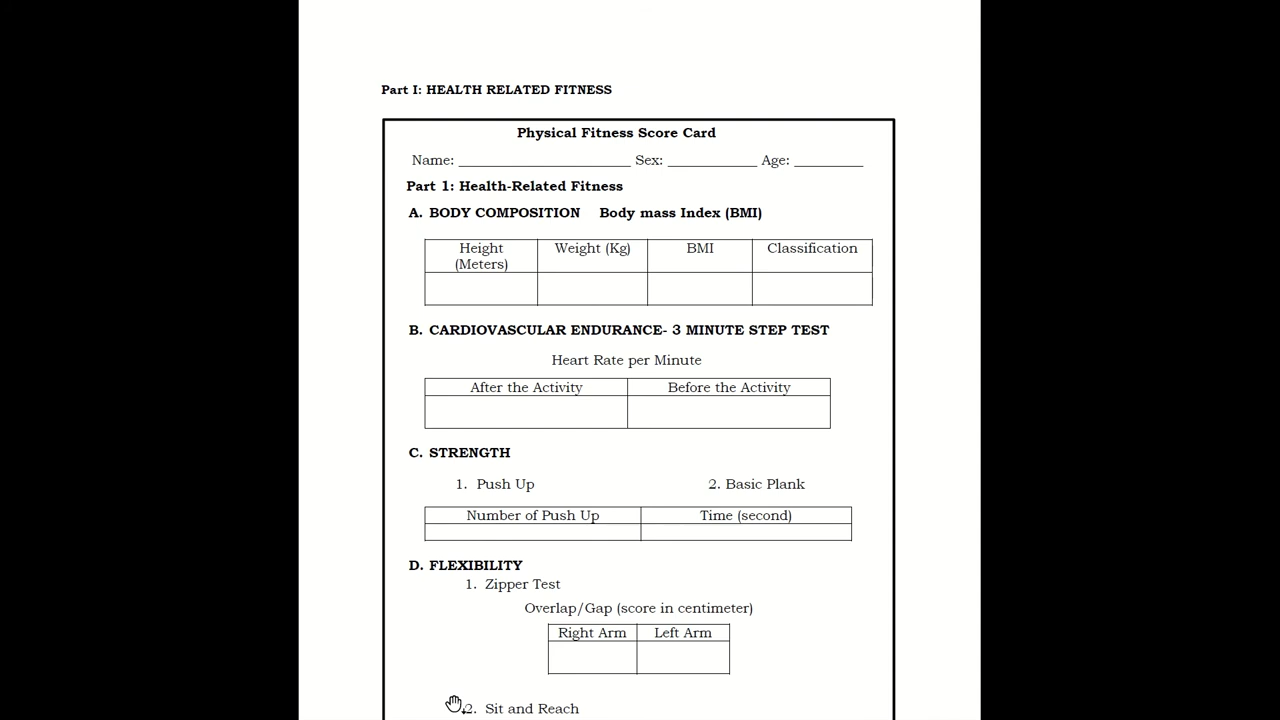 Part I: HEALTH RELATED FITNESS
Physical Fitness Score Card
Name: ______________________ Sex: ____________ Age: _________
Part 1: Health-Related Fitness
A. BODY COMPOSITION Body mass Index (BMI)
Height (Meters) Weight (Kg) BMI Classification
B. CARDIOVASCULAR ENDURANCE- 3 MINUTE STEP TEST
Heart Rate per Minute
After the Activity Before the Activity
C. STRENGTH
1. Push Up 2. Basic Plank
Number of Push Up Time (second)
D. FLEXIBILITY
1. Zipper Test
Overlap/Gap (score in centimeter)
Right Arm Left Arm
2. Sit and Reach